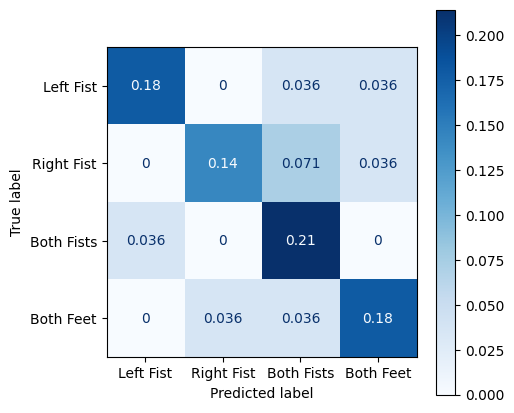 True label
Left Fist 0.18 0 0.036 0.036
Right Fist 0 0.14 0.071 0.036
Both Fists 0.036 0 0.21 0
Both Feet 0 0.036 0.036 0.18
Left Fist Right Fist Both Fists Both Feet
Predicted label
0.200
0.175
0.150
0.125
0.100
0.075
0.050
0.025
0.000